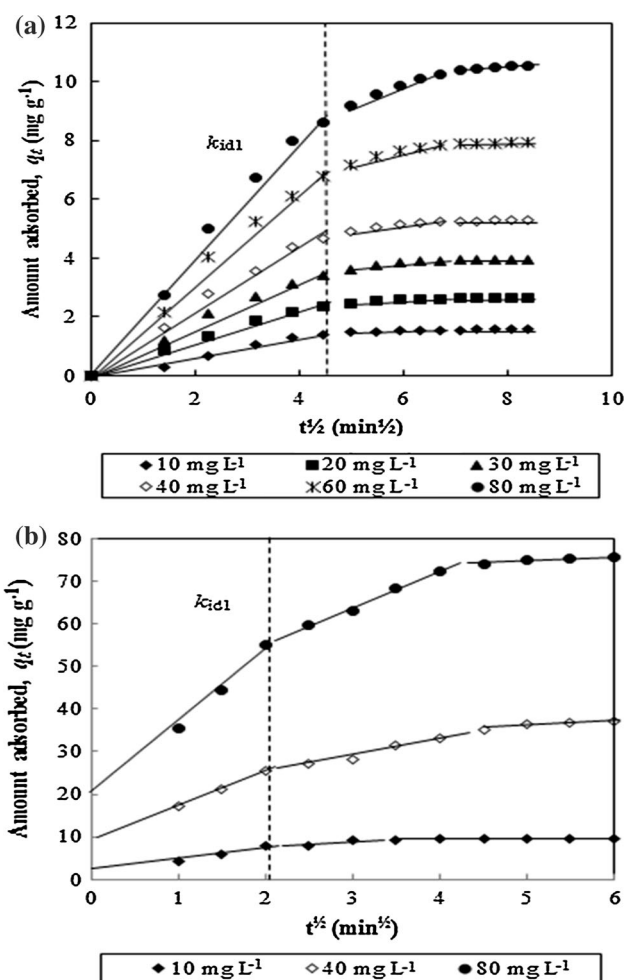 (a)
12
10
8
6
4
2
0
Amount adsorbed, qt (mg g-1)
kid1
0 2 4 6 8 10
t½ (min½)
10 mg L-1 20 mg L-1 30 mg L-1
40 mg L-1 60 mg L-1 80 mg L-1
(b)
80
70
60
50
40
30
20
10
0
Amount adsorbed, qt (mg g-1)
kid1
0 1 2 3 4 5 6
t½ (min½)
10 mg L-1 40 mg L-1 80 mg L-1